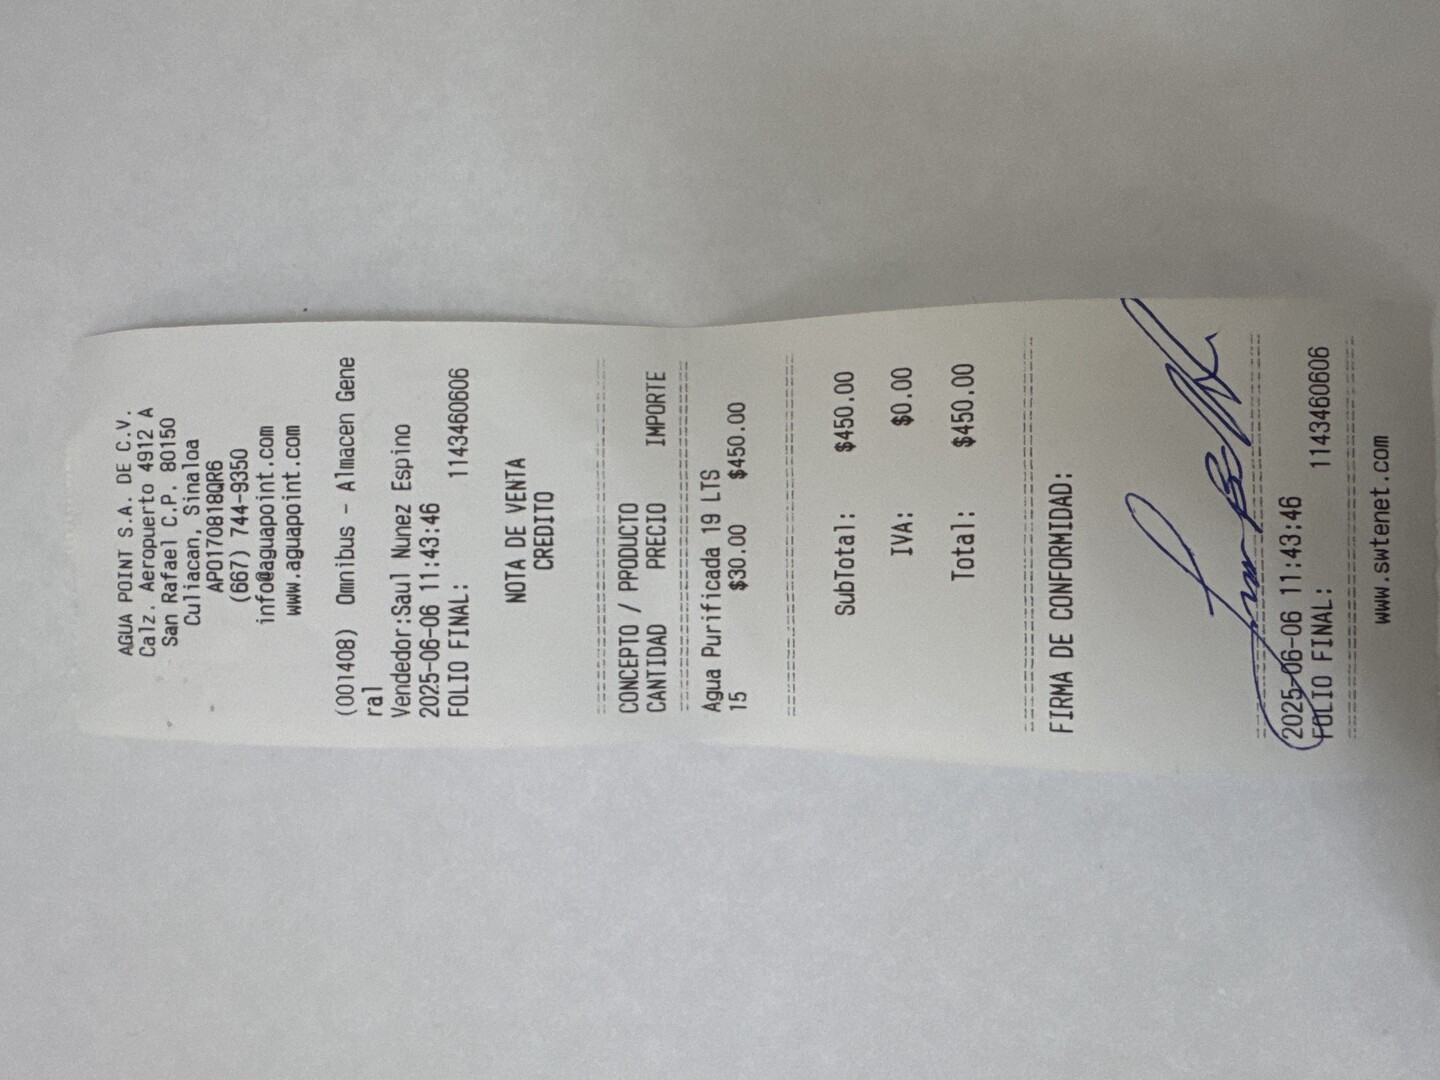 AGUA POINT S.A. DE C.V.
Calz. Aeropuerto 4912 A
San Rafael C.P. 80150
Culiacan, Sinaloa
APO170818QR6
(667) 744-9350
info@aguapoint.com
www.aguapoint.com
(001408) Omnibus - Almacen Gene
ral
Vendedor:Saul Nunez Espino
2025-06-06 11:43:46
FOLIO FINAL: 1143460606
NOTA DE VENTA
CREDITO
CONCEPTO / PRODUCTO
CANTIDAD PRECIO IMPORTE
Agua Purificada 19 LTS
15 $30.00 $450.00
SubTotal: $450.00
IVA: $0.00
Total: $450.00
FIRMA DE CONFORMIDAD:
2025-06-06 11:43:46
FOLIO FINAL: 1143460606
www.swtenet.com